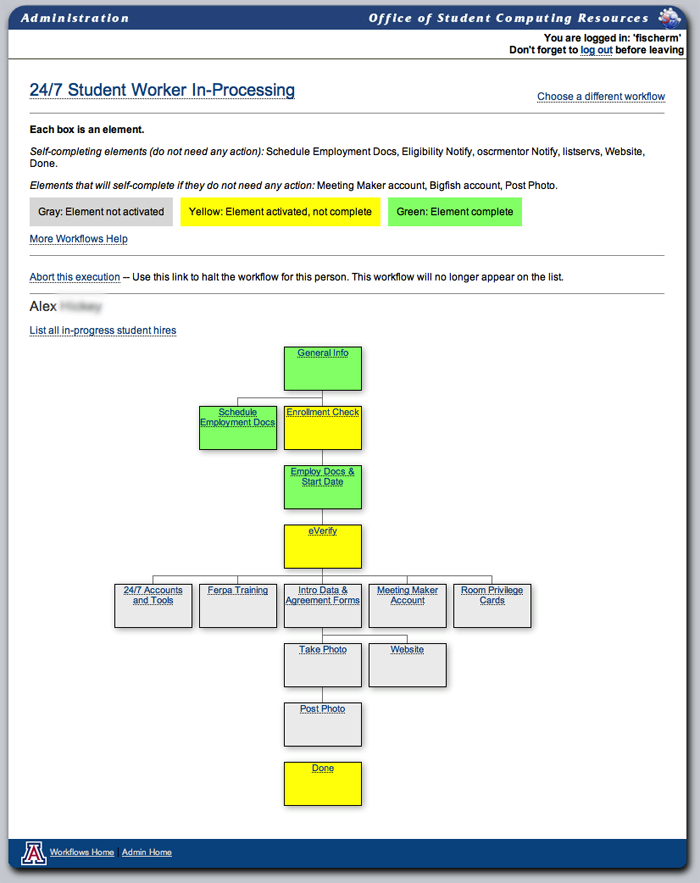 Administration
Office of Student Computing Resources
You are logged in: 'fischerm'
Don't forget to log out before leaving
24/7 Student Worker In-Processing
Choose a different workflow
Each box is an element.
Self-completing elements (do not need any action): Schedule Employment Docs, Eligibility Notify, oscrmentor Notify, listservs, Website,
Done.
Elements that will self-complete if they do not need any action: Meeting Maker account, Bigfish account, Post Photo.
Gray: Element not activated
Yellow: Element activated, not complete
Green: Element complete
More Workflows Help
Abort this execution -- Use this link to halt the workflow for this person. This workflow will no longer appear on the list.
Alex
List all in-progress student hires
General Info
Schedule
Employment Docs
Enrollment Check
Employ Docs &
Start Date
eVerify
24/7 Accounts
and Tools
Ferpa Training
Intro Data &
Agreement Forms
Meeting Maker
Account
Room Privilege
Cards
Take Photo
Website
Post Photo
Done
A
Workflows Home | Admin Home